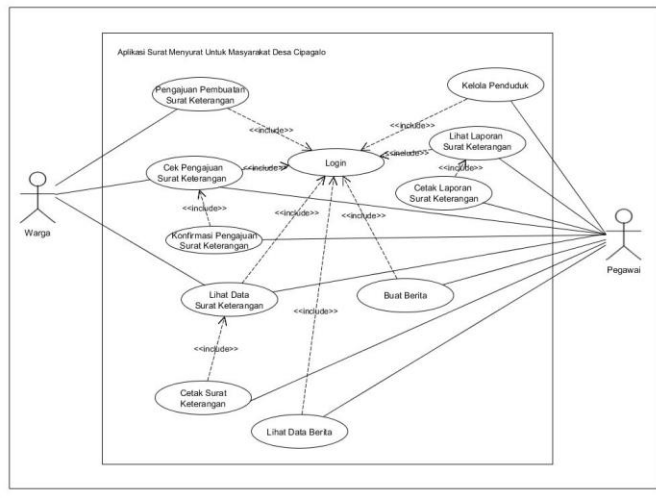 Aplikasi Surat Menyurat Untuk Masyarakat Desa Cipagalo
Pengajuan Pembuatan
Surat Keterangan
Kelola Penduduk
<<include>>
<<include>>
Lihat Laporan
Surat Keterangan
Cek Pengajuan
Surat Keterangan
<<include>>
Login
<<include>>
<<include>>
Cetak Laporan
Surat Keterangan
Warga
<<include>>
Konfirmasi Pengajuan
Surat Keterangan
<<include>>
<<include>>
Pegawai
Lihat Data
Surat Keterangan
Buat Berita
<<include>>
<<include>>
Cetak Surat
Keterangan
Lihat Data Berita